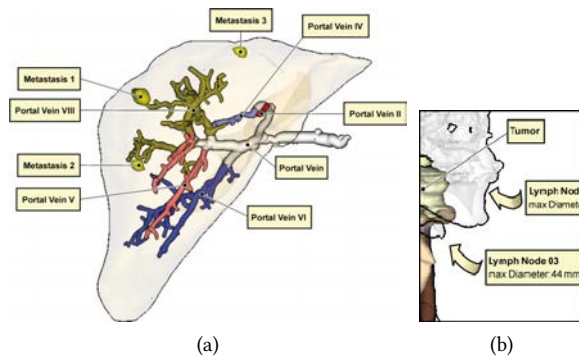 Metastasis 3
Portal Vein IV
Metastasis 1
Portal Vein VIII
Portal Vein II
Metastasis 2
Portal Vein
Portal Vein V
Portal Vein VI
Tumor
Lymph Nod
max Diamete
Lymph Node 03
max Diameter:44 mm
(a)
(b)